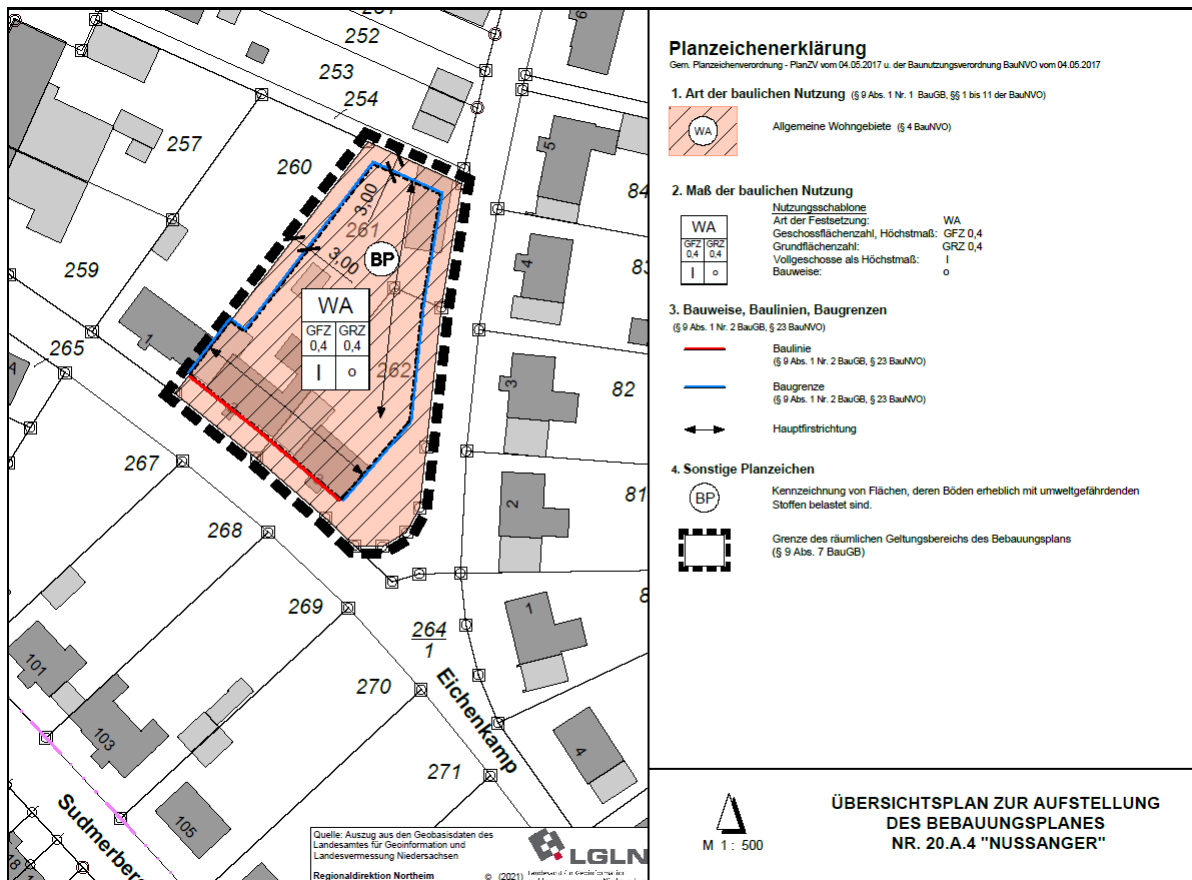 251
252
253
254
257
260
259
265
A
267
268
269
264
1
270
271
261
262
3,00
3,00
BP
WA
GFZ GRZ
0,4 0,4
I o
6
5
4
3
2
1
4
84
83
82
81
8
101
103
105
18
Eichenkamp
Sudmerberg
Quelle: Auszug aus den Geobasisdaten des
Landesamtes für Geoinformation und
Landesvermessung Niedersachsen
Regionaldirektion Northeim © (2021)
LGLN
Landesamt für Geoinformation
Planzeichenerklärung
Gem. Planzeichenverordnung - PlanZV vom 04.05.2017 u. der Baunutzungsverordnung BauNVO vom 04.05.2017
1. Art der baulichen Nutzung (§ 9 Abs. 1 Nr. 1 BauGB, §§ 1 bis 11 der BauNVO)
WA Allgemeine Wohngebiete (§ 4 BauNVO)
2. Maß der baulichen Nutzung
Nutzungsschablone
Art der Festsetzung: WA
Geschossflächenzahl, Höchstmaß: GFZ 0,4
Grundflächenzahl: GRZ 0,4
Vollgeschosse als Höchstmaß: I
Bauweise: o
WA
GFZ GRZ
0,4 0,4
I o
3. Bauweise, Baulinien, Baugrenzen
(§ 9 Abs. 1 Nr. 2 BauGB, § 23 BauNVO)
Baulinie
(§ 9 Abs. 1 Nr. 2 BauGB, § 23 BauNVO)
Baugrenze
(§ 9 Abs. 1 Nr. 2 BauGB, § 23 BauNVO)
Hauptfirstrichtung
4. Sonstige Planzeichen
BP Kennzeichnung von Flächen, deren Böden erheblich mit umweltgefährdenden
Stoffen belastet sind.
Grenze des räumlichen Geltungsbereichs des Bebauungsplans
(§ 9 Abs. 7 BauGB)
M 1 : 500
ÜBERSICHTSPLAN ZUR AUFSTELLUNG
DES BEBAUUNGSPLANES
NR. 20.A.4 "NUSSANGER"